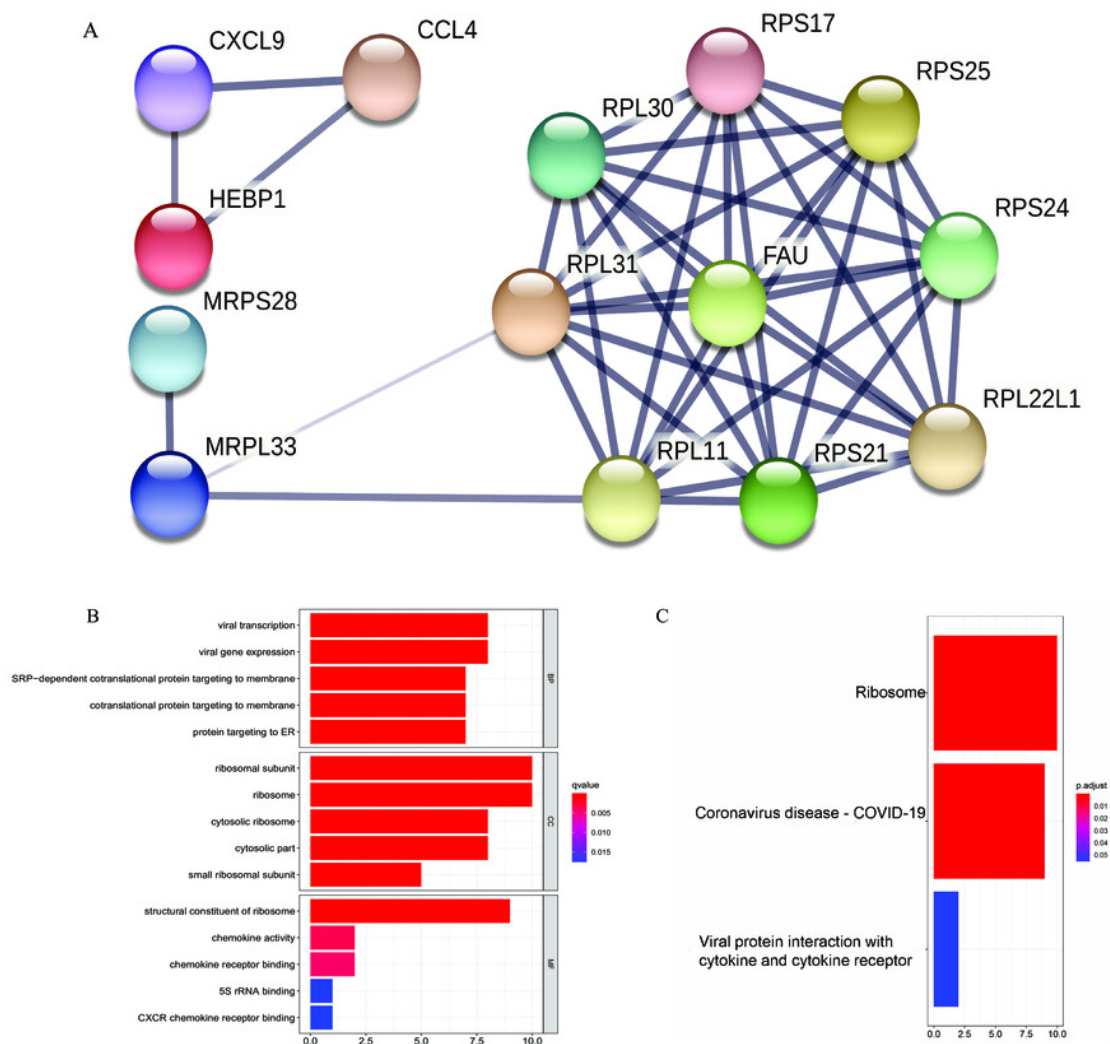 A
CXCL9
CCL4
RPS17
RPS25
RPL30
HEBP1
RPS24
RPL31
FAU
MRPS28
RPL22L1
MRPL33
RPL11
RPS21
B
viral transcription
viral gene expression
SRP-dependent cotranslational protein targeting to membrane
cotranslational protein targeting to membrane
protein targeting to ER
BP
ribosomal subunit
ribosome
cytosolic ribosome
cytosolic part
small ribosomal subunit
CC
structural constituent of ribosome
chemokine activity
chemokine receptor binding
5S rRNA binding
CXCR chemokine receptor binding
MF
0.0 2.5 5.0 7.5 10.0
qvalue
0.005
0.010
0.015
C
Ribosome
Coronavirus disease - COVID-19
Viral protein interaction with
cytokine and cytokine receptor
0.0 2.5 5.0 7.5 10.0
p.adjust
0.01
0.02
0.03
0.04
0.05